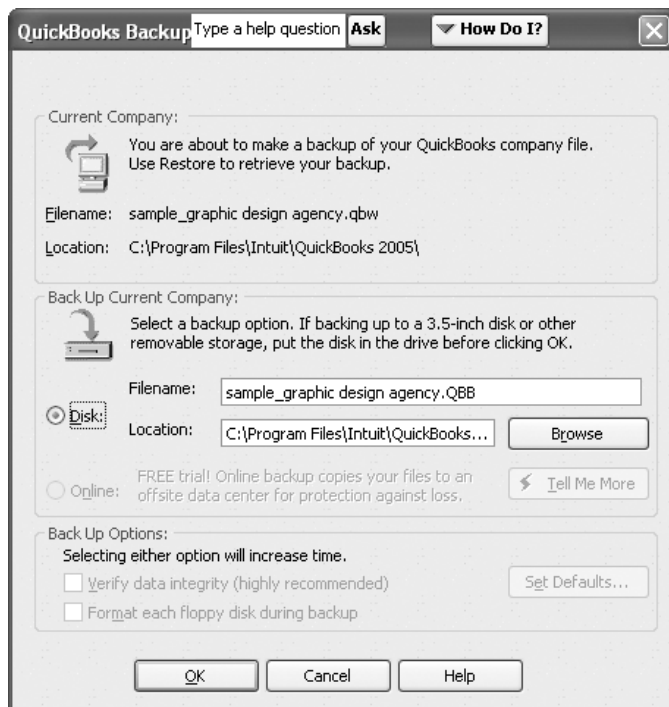 QuickBooks Backup Type a help question Ask How Do I?
Current Company:
You are about to make a backup of your QuickBooks company file.
Use Restore to retrieve your backup.
Filename: sample_graphic design agency.qbw
Location: C:\Program Files\Intuit\QuickBooks 2005\
Back Up Current Company:
Select a backup option. If backing up to a 3.5-inch disk or other
removable storage, put the disk in the drive before clicking OK.
Disk:
Filename: sample_graphic design agency.QBB
Location: C:\Program Files\Intuit\QuickBooks... Browse
Online:
FREE trial! Online backup copies your files to an
offsite data center for protection against loss.
Tell Me More
Back Up Options:
Selecting either option will increase time.
Verify data integrity (highly recommended)
Set Defaults...
Format each floppy disk during backup
OK Cancel Help